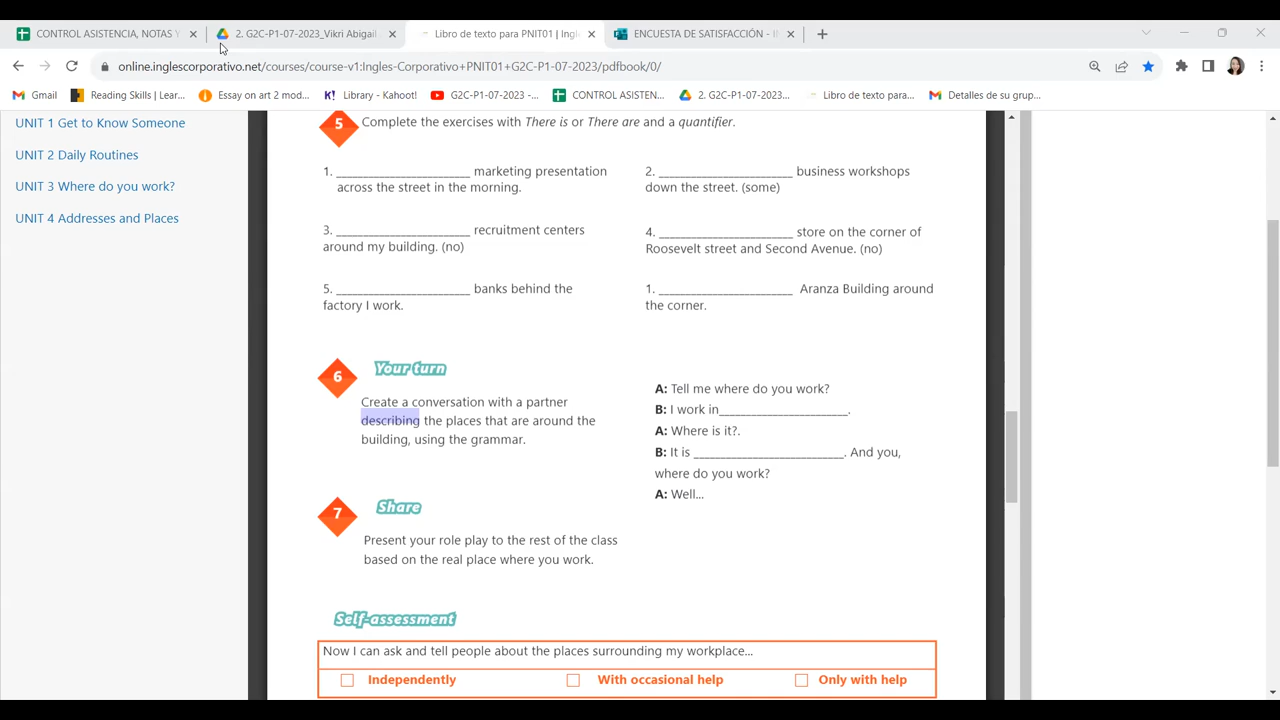 CONTROL ASISTENCIA, NOTAS Y
2. G2C-P1-07-2023_Vikri Abigail
Libro de texto para PNIT01 | Ingl
ENCUESTA DE SATISFACCIÓN - IN
online.inglescorporativo.net/courses/course-v1:Ingles-Corporativo+PNIT01+G2C-P1-07-2023/pdfbook/0/
Gmail
Reading Skills | Lear...
Essay on art 2 mod...
Library - Kahoot!
G2C-P1-07-2023 -...
CONTROL ASISTEN...
2. G2C-P1-07-2023...
Libro de texto para...
Detalles de su grup...
UNIT 1 Get to Know Someone
UNIT 2 Daily Routines
UNIT 3 Where do you work?
UNIT 4 Addresses and Places
5 Complete the exercises with There is or There are and a quantifier.
1. _______________________ marketing presentation
across the street in the morning.
2. _______________________ business workshops
down the street. (some)
3. _______________________ recruitment centers
around my building. (no)
4. _______________________ store on the corner of
Roosevelt street and Second Avenue. (no)
5. _______________________ banks behind the
factory I work.
1. _______________________ Aranza Building around
the corner.
6 Your turn
Create a conversation with a partner
describing the places that are around the
building, using the grammar.
A: Tell me where do you work?
B: I work in______________________.
A: Where is it?.
B: It is __________________________. And you,
where do you work?
A: Well...
7 Share
Present your role play to the rest of the class
based on the real place where you work.
Self-assessment
Now I can ask and tell people about the places surrounding my workplace...
Independently
With occasional help
Only with help